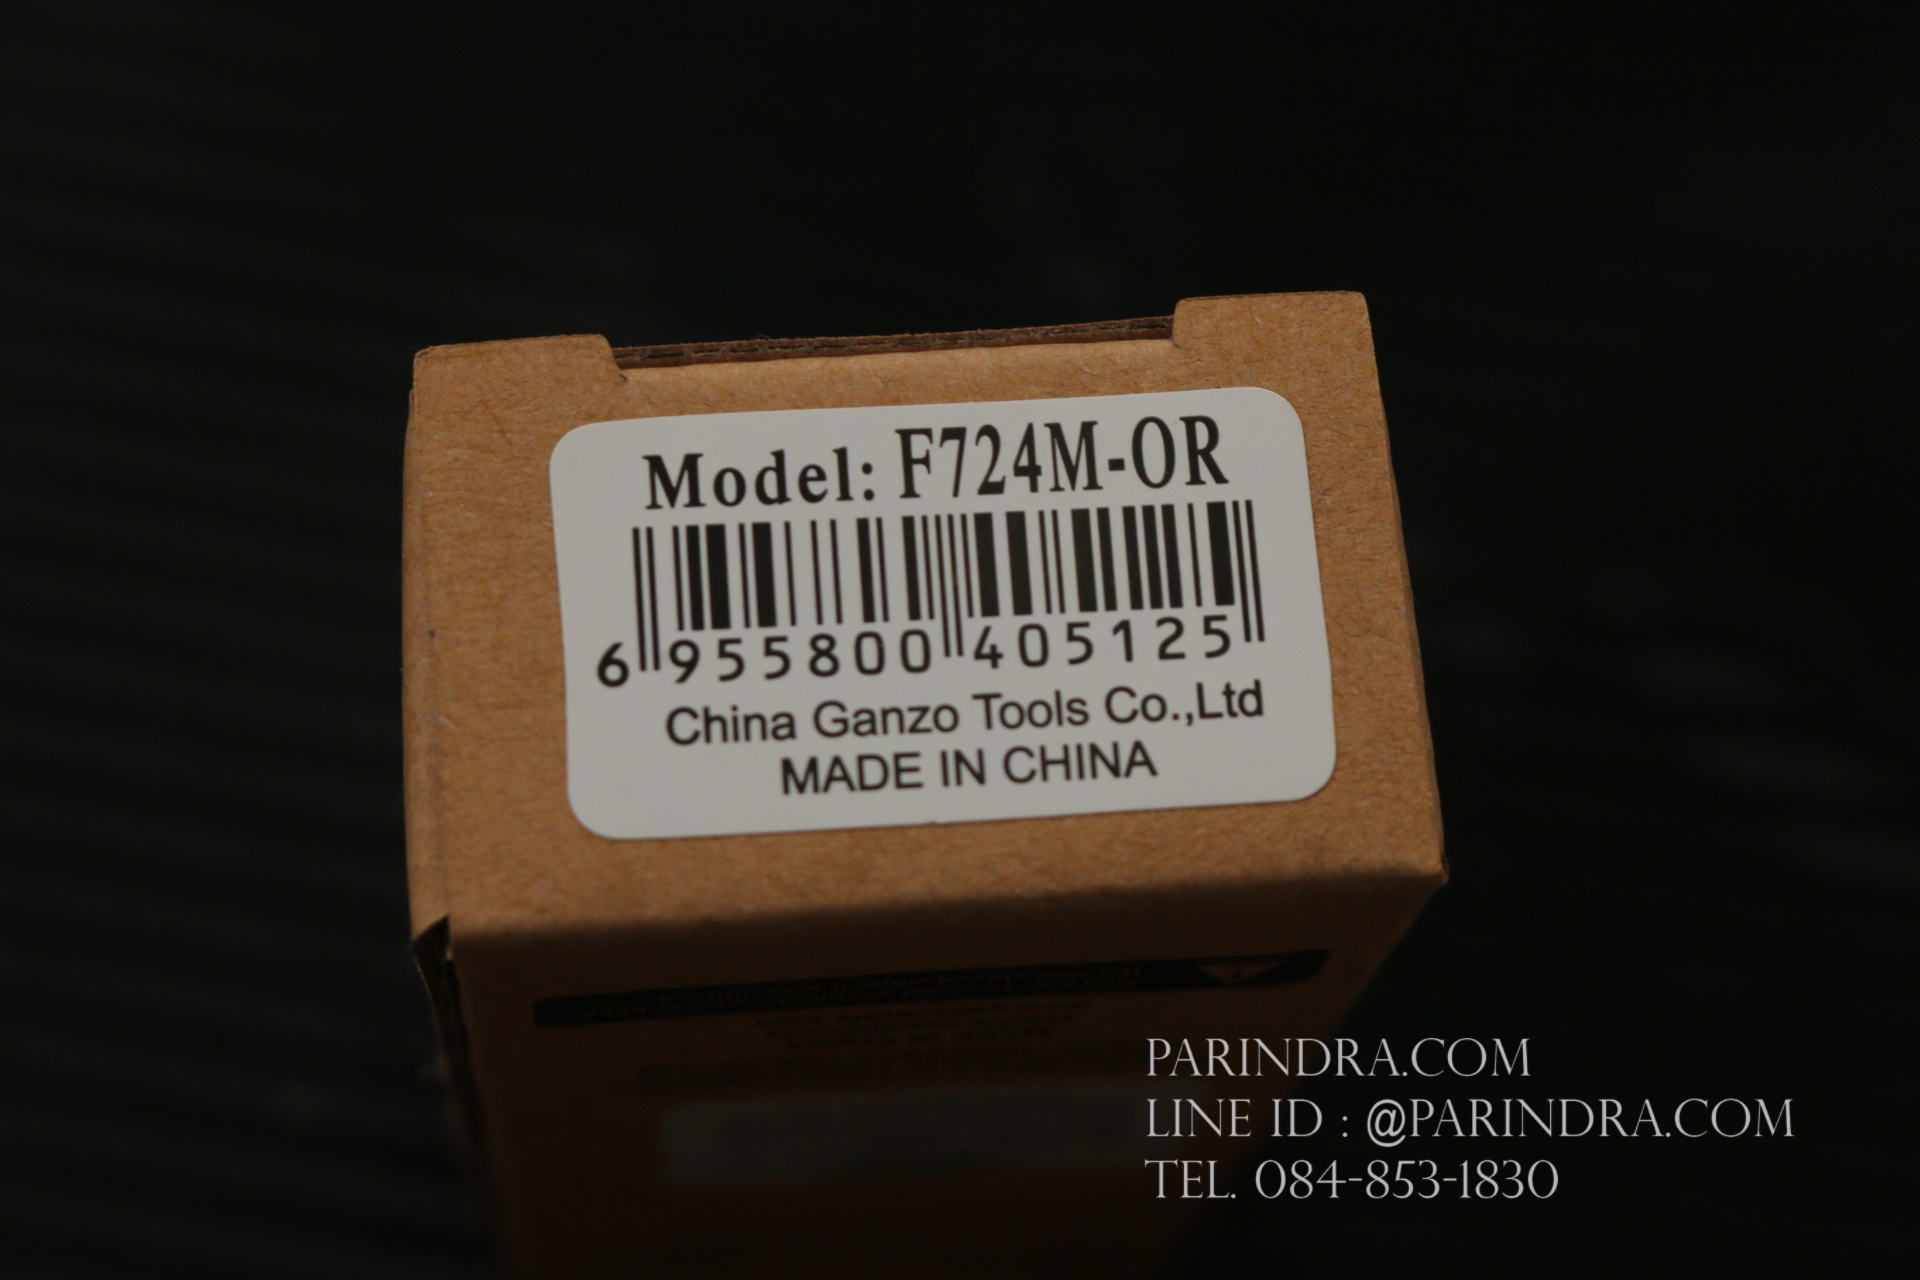 Model: F724M-OR
6 955800 405125
China Ganzo Tools Co.,Ltd
MADE IN CHINA
PARINDRA.COM
LINE ID : @PARINDRA.COM
TEL. 084-853-1830